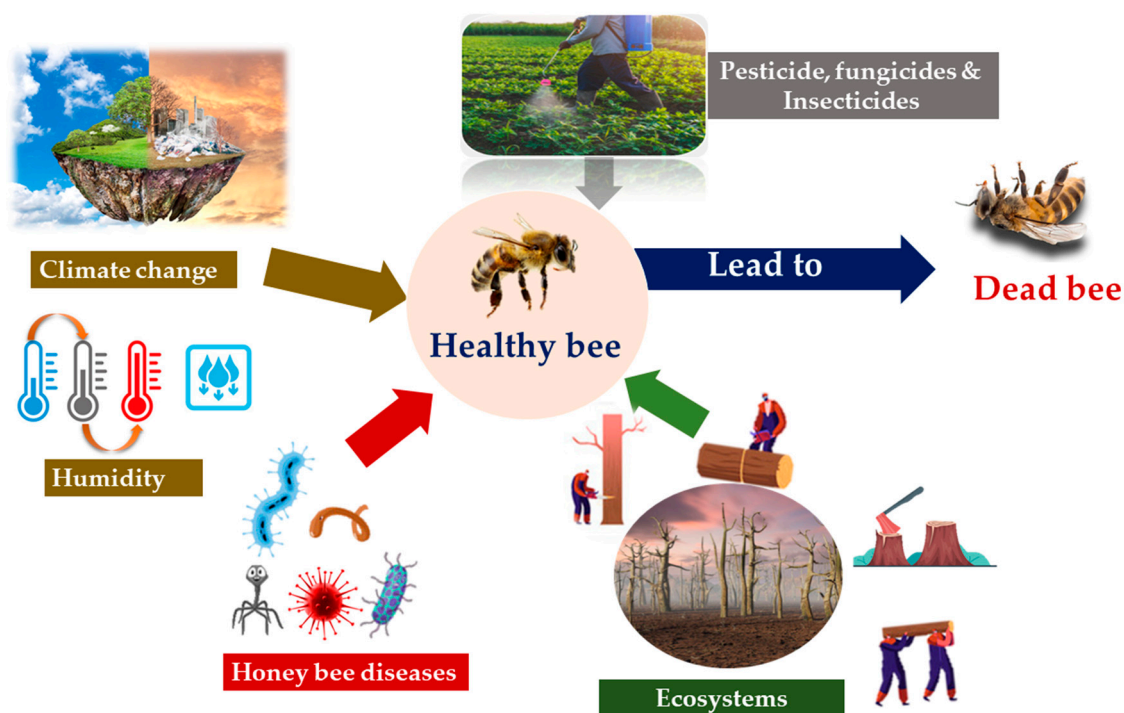 Pesticide, fungicides &
Insecticides
Climate change
Healthy bee
Lead to
Dead bee
Humidity
Honey bee diseases
Ecosystems